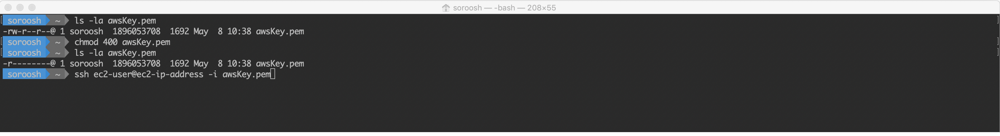 soroosh — -bash — 208×55
[ soroosh ~ ls -la awsKey.pem ]
-rw-r--r--@ 1 soroosh  1896053708  1692 May  8 10:38 awsKey.pem
[ soroosh ~ chmod 400 awsKey.pem ]
[ soroosh ~ ls -la awsKey.pem ]
-r--------@ 1 soroosh  1896053708  1692 May  8 10:38 awsKey.pem
soroosh ~ ssh ec2-user@ec2-ip-address -i awsKey.pem